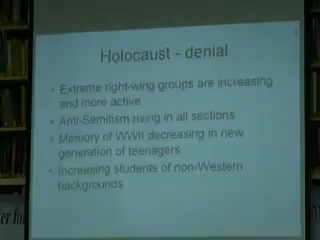 Holocaust - denial
• Extreme right-wing groups are increasing
and more active
• Anti-Semitism rising in all sections
• Memory of WWII decreasing in new
generation of teenagers
• Increasing students of non-Western
backgrounds